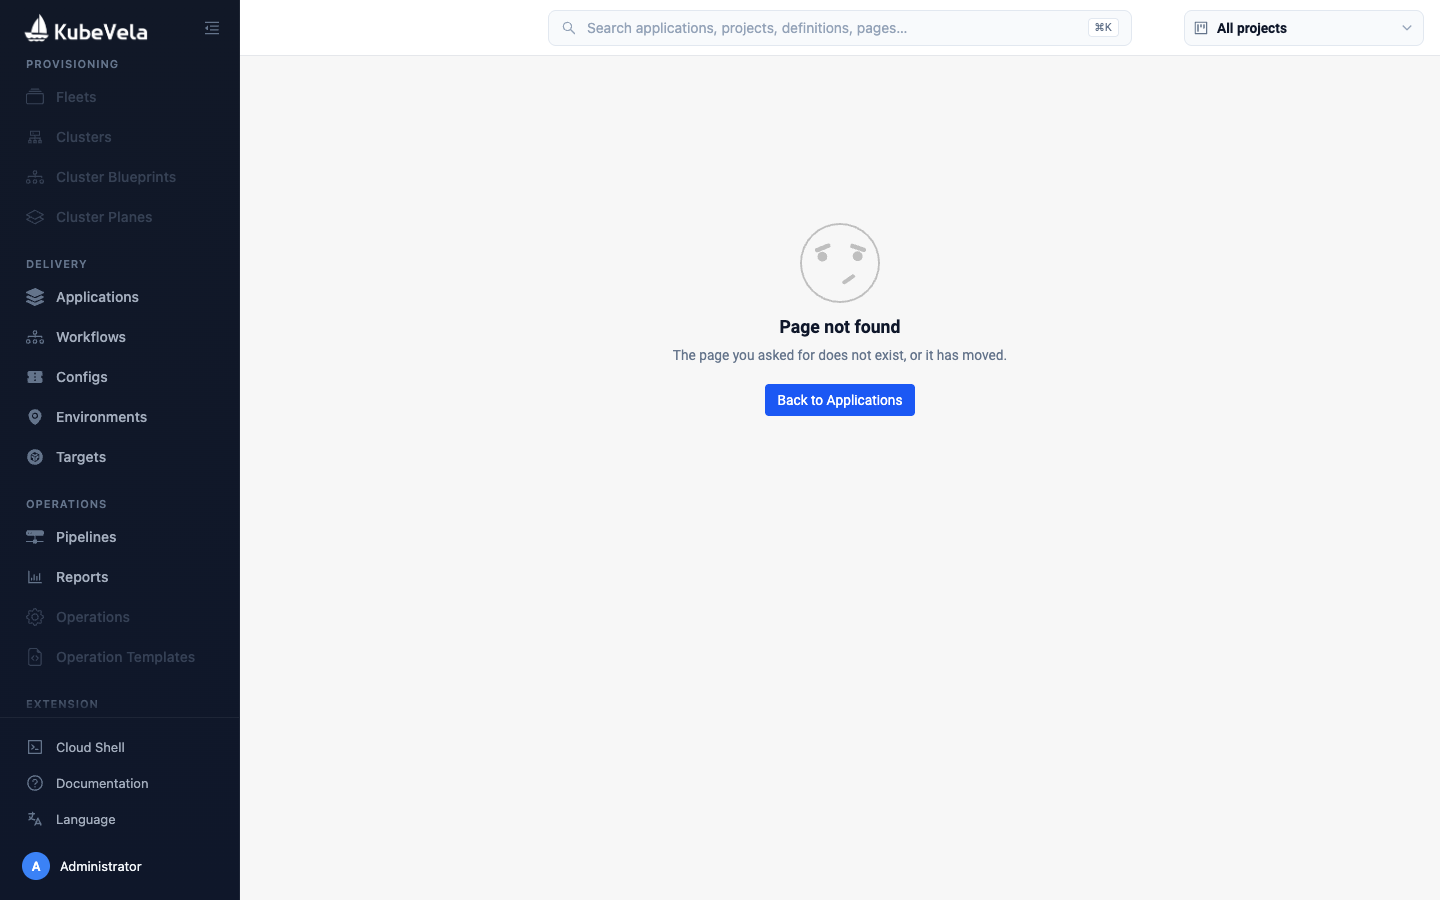 KubeVela
Search applications, projects, definitions, pages...
⌘K
All projects
PROVISIONING
Fleets
Clusters
Cluster Blueprints
Cluster Planes
DELIVERY
Applications
Workflows
Configs
Environments
Targets
OPERATIONS
Pipelines
Reports
Operations
Operation Templates
EXTENSION
Cloud Shell
Documentation
Language
A
Administrator
Page not found
The page you asked for does not exist, or it has moved.
Back to Applications